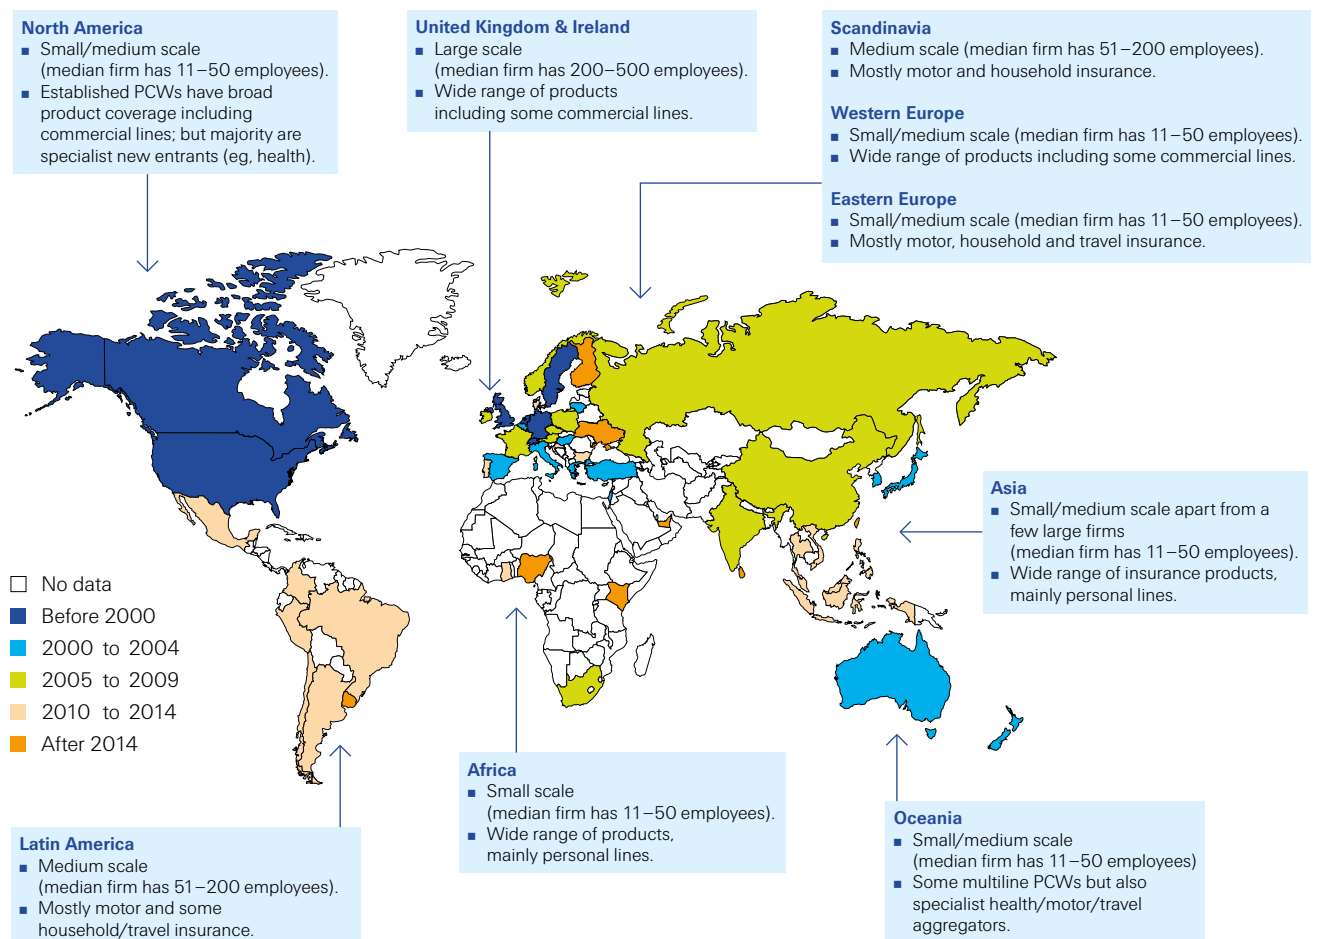 North America
▪ Small/medium scale
(median firm has 11–50 employees).
▪ Established PCWs have broad
product coverage including
commercial lines; but majority are
specialist new entrants (eg, health).
United Kingdom & Ireland
▪ Large scale
(median firm has 200–500 employees).
▪ Wide range of products
including some commercial lines.
Scandinavia
▪ Medium scale (median firm has 51–200 employees).
▪ Mostly motor and household insurance.
Western Europe
▪ Small/medium scale (median firm has 11–50 employees).
▪ Wide range of products including some commercial lines.
Eastern Europe
▪ Small/medium scale (median firm has 11–50 employees).
▪ Mostly motor, household and travel insurance.
Asia
▪ Small/medium scale apart from a
few large firms
(median firm has 11–50 employees).
▪ Wide range of insurance products,
mainly personal lines.
No data
Before 2000
2000 to 2004
2005 to 2009
2010 to 2014
After 2014
Africa
▪ Small scale
(median firm has 11–50 employees).
▪ Wide range of products,
mainly personal lines.
Oceania
▪ Small/medium scale
(median firm has 11–50 employees)
▪ Some multiline PCWs but also
specialist health/motor/travel
aggregators.
Latin America
▪ Medium scale
(median firm has 51–200 employees).
▪ Mostly motor and some
household/travel insurance.